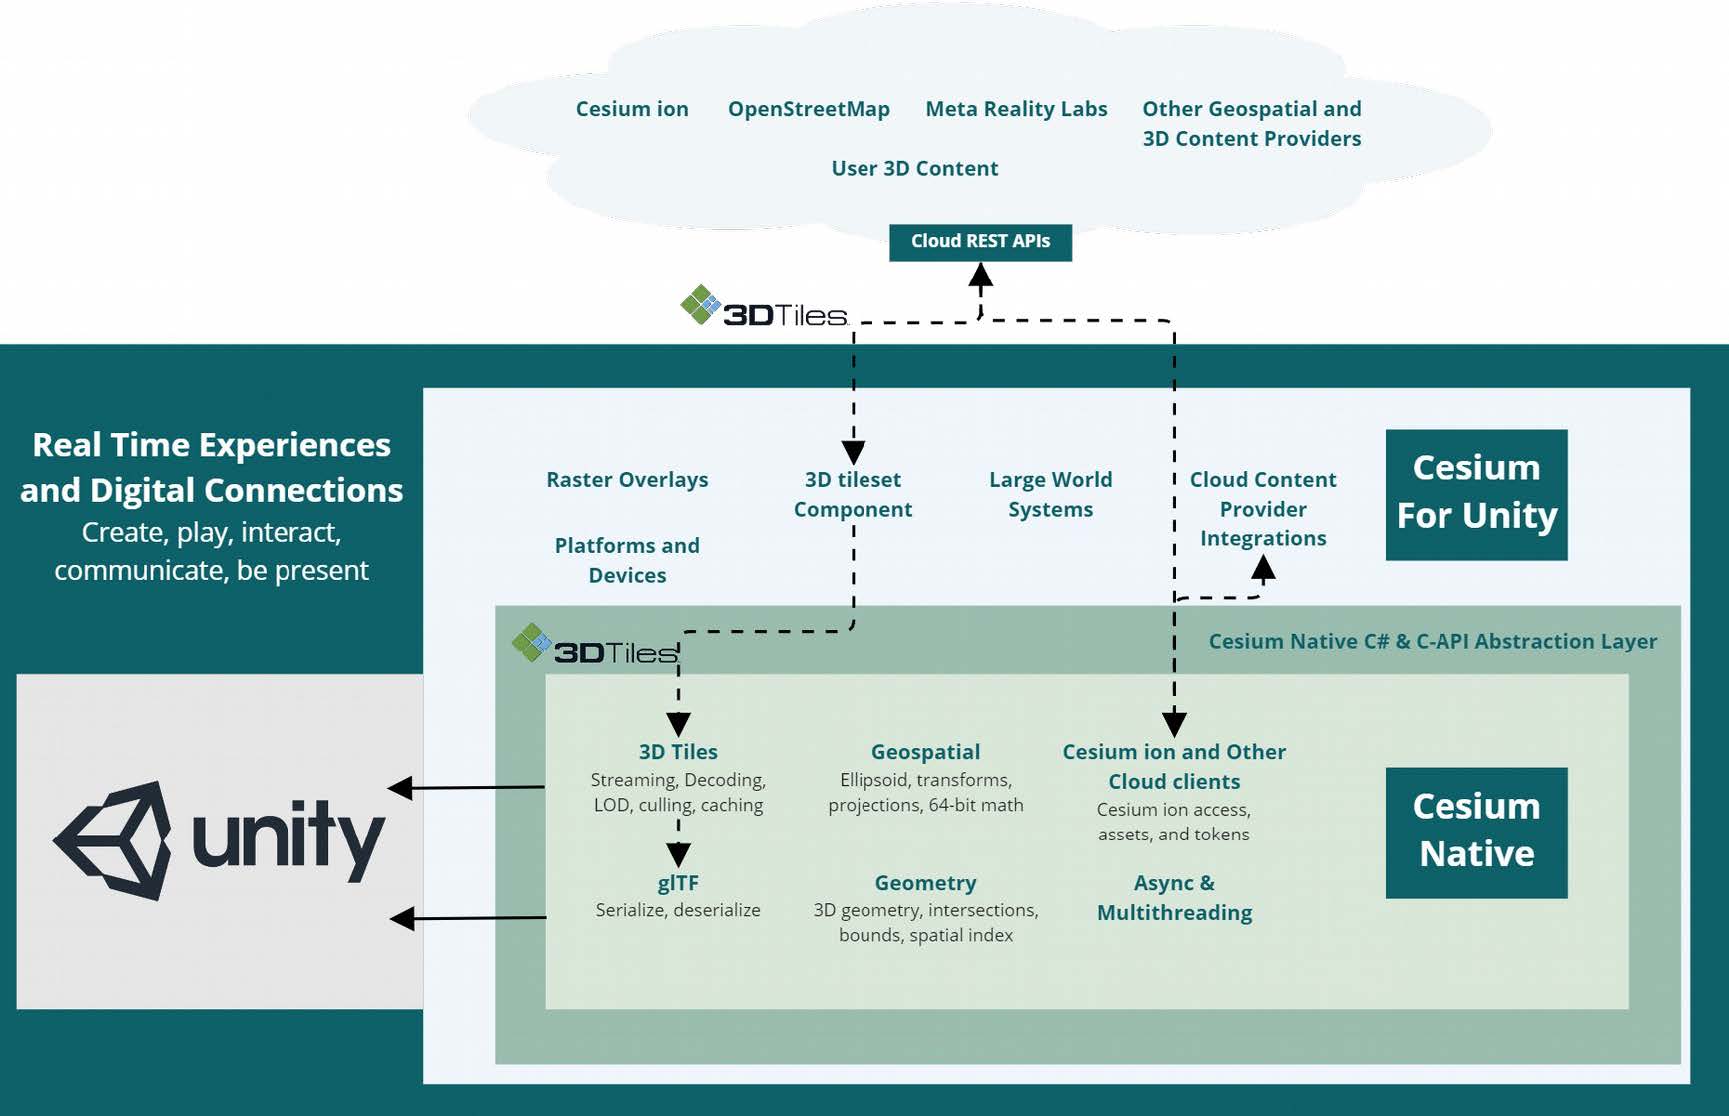 Cesium ion
OpenStreetMap
Meta Reality Labs
Other Geospatial and
3D Content Providers
User 3D Content
Cloud REST APIs
3DTiles
Real Time Experiences
and Digital Connections
Create, play, interact,
communicate, be present
Raster Overlays
3D tileset
Component
Large World
Systems
Cloud Content
Provider
Integrations
Cesium
For Unity
Platforms and
Devices
3DTiles
Cesium Native C# & C-API Abstraction Layer
unity
3D Tiles
Streaming, Decoding,
LOD, culling, caching
Geospatial
Ellipsoid, transforms,
projections, 64-bit math
Cesium ion and Other
Cloud clients
Cesium ion access,
assets, and tokens
Cesium
Native
glTF
Serialize, deserialize
Geometry
3D geometry, intersections,
bounds, spatial index
Async &
Multithreading